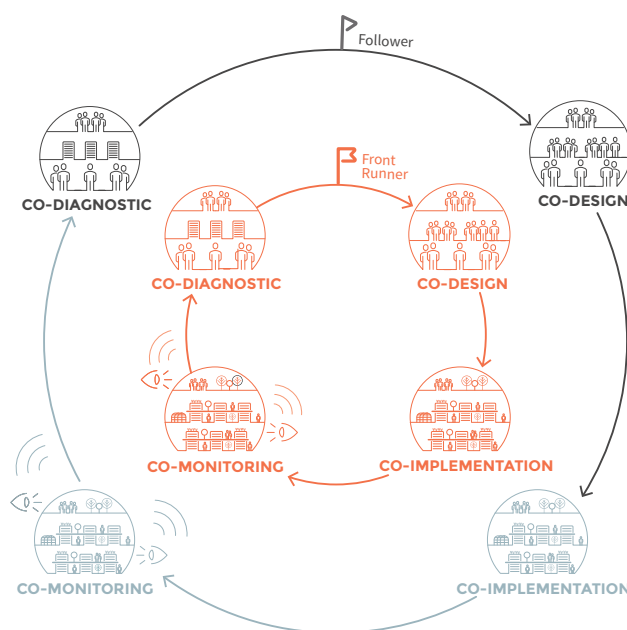 Follower
CO-DIAGNOSTIC
CO-DESIGN
Front
Runner
CO-DIAGNOSTIC
CO-DESIGN
CO-MONITORING
CO-IMPLEMENTATION
CO-MONITORING
CO-IMPLEMENTATION